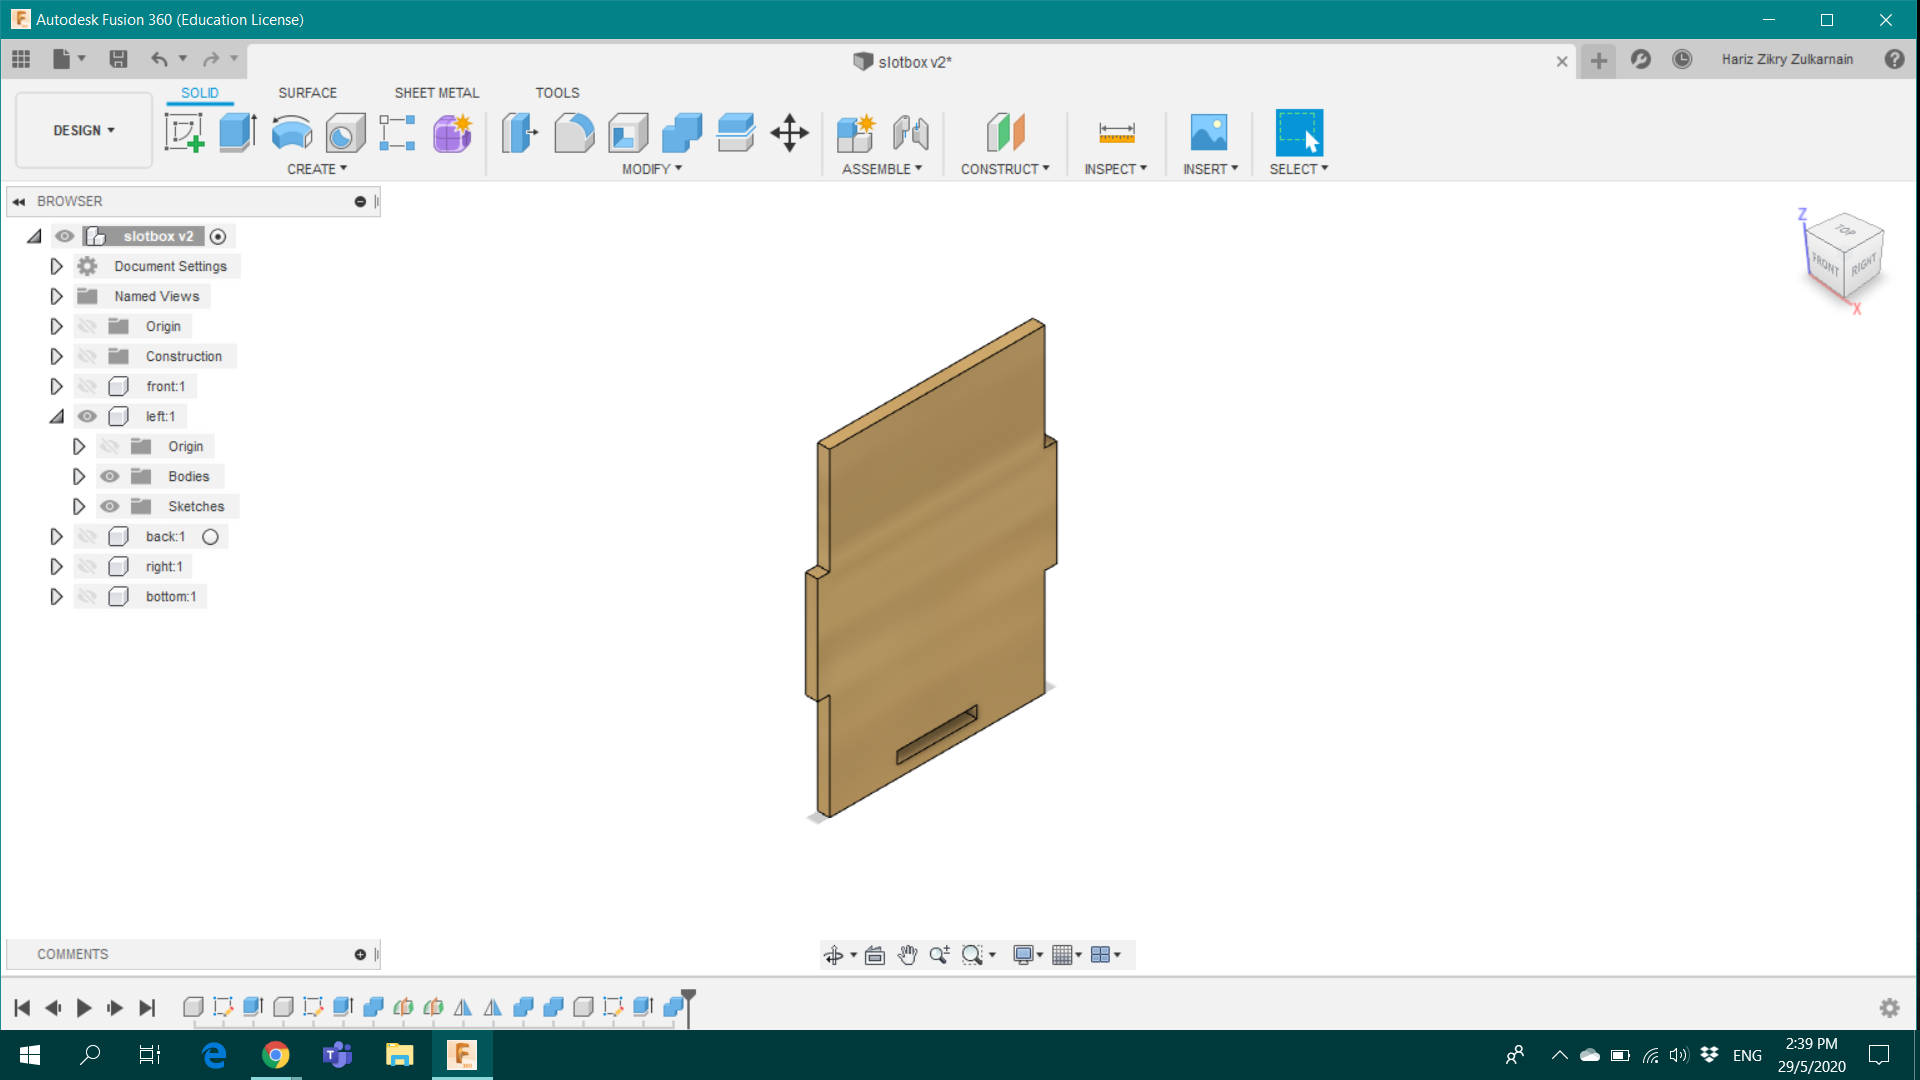 Autodesk Fusion 360 (Education License)
slotbox v2*
Hariz Zikry Zulkarnain
DESIGN
SOLID
SURFACE
SHEET METAL
TOOLS
CREATE
MODIFY
ASSEMBLE
CONSTRUCT
INSPECT
INSERT
SELECT
BROWSER
slotbox v2
Document Settings
Named Views
Origin
Construction
front:1
left:1
Origin
Bodies
Sketches
back:1
right:1
bottom:1
Z
TOP
FRONT
RIGHT
X
COMMENTS
ENG
2:39 PM
29/5/2020